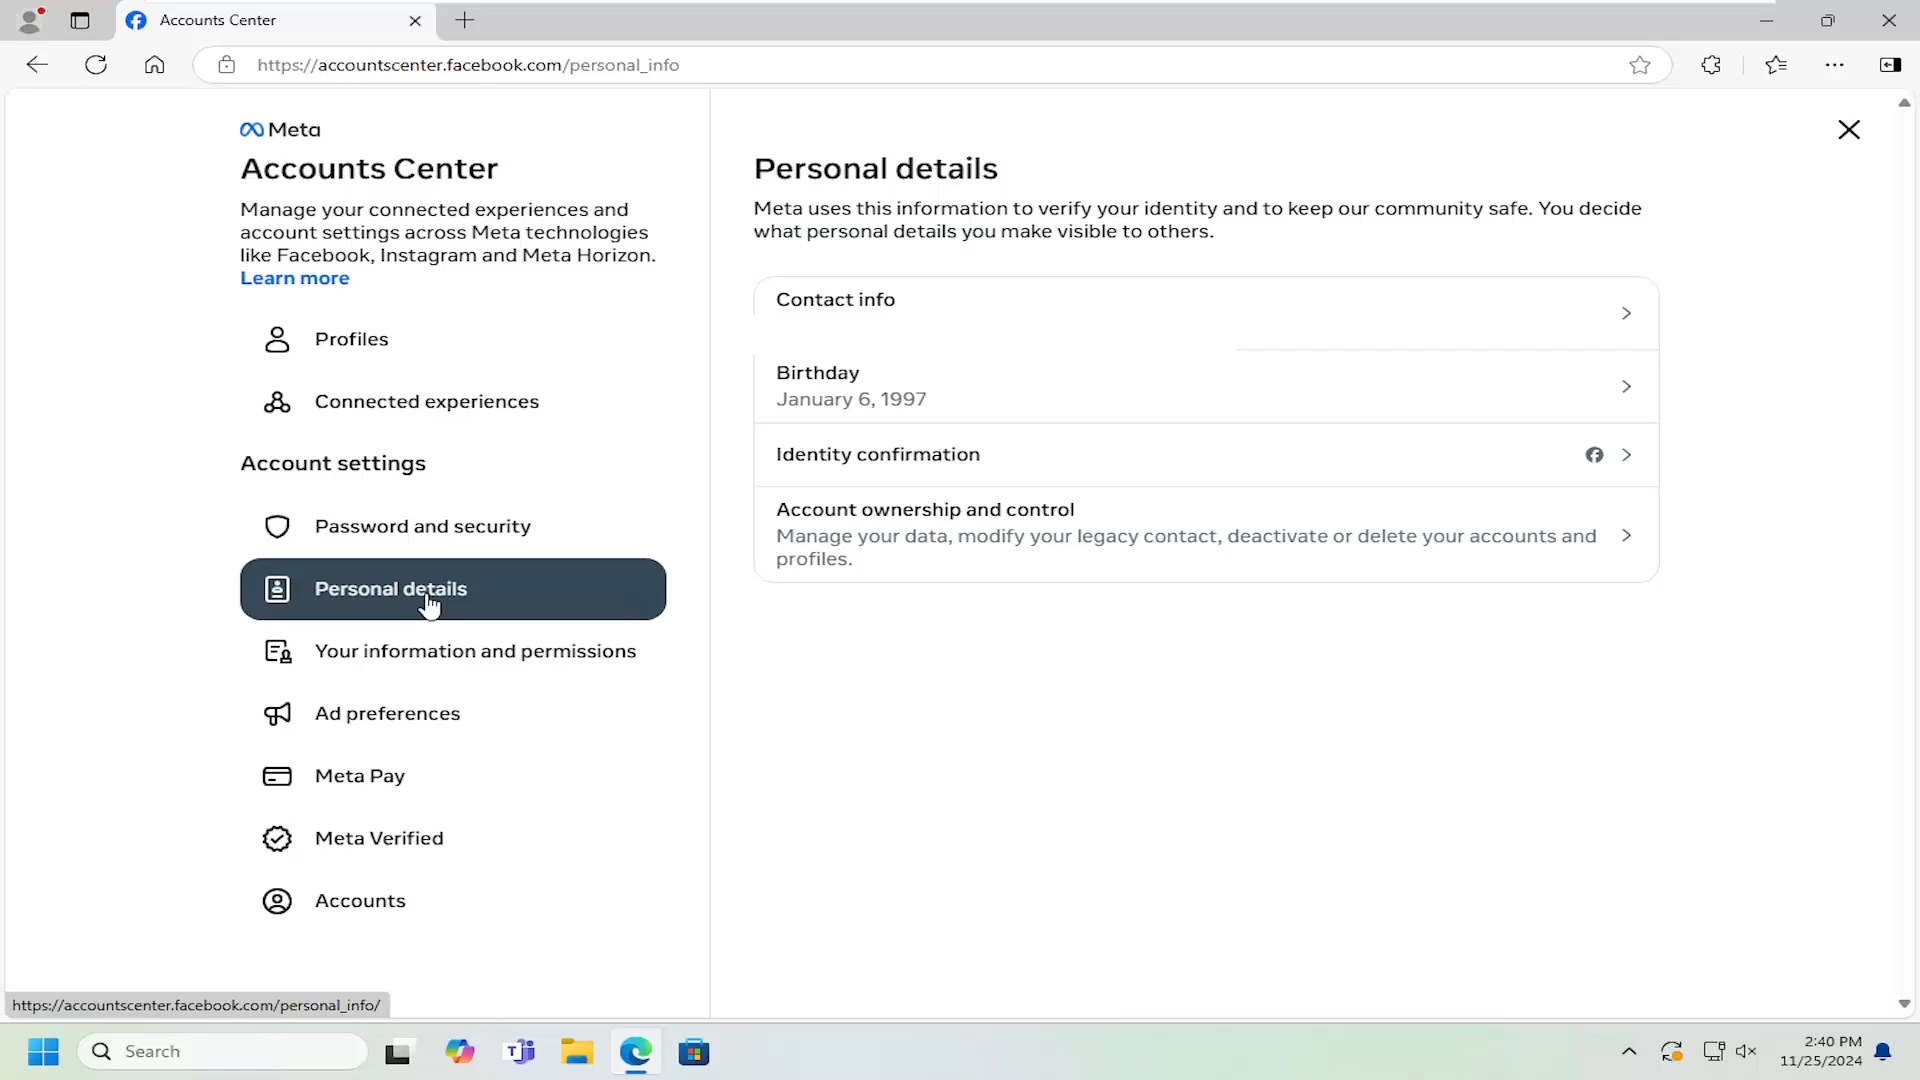 Accounts Center
https://accountscenter.facebook.com/personal_info
Meta
Accounts Center
Manage your connected experiences and
account settings across Meta technologies
like Facebook, Instagram and Meta Horizon.
Learn more
Profiles
Connected experiences
Account settings
Password and security
Personal details
Your information and permissions
Ad preferences
Meta Pay
Meta Verified
Accounts
Personal details
Meta uses this information to verify your identity and to keep our community safe. You decide
what personal details you make visible to others.
Contact info
Birthday
January 6, 1997
Identity confirmation
Account ownership and control
Manage your data, modify your legacy contact, deactivate or delete your accounts and
profiles.
https://accountscenter.facebook.com/personal_info/
Search
2:40 PM
11/25/2024